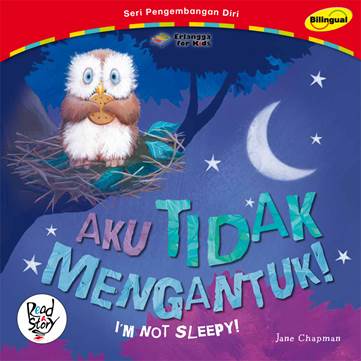 Seri Pengembangan Diri
Bilingual
Erlangga
for Kids
AKU TIDAK
MENGANTUK!
I'M NOT SLEEPY!
Read
A
Story
Jane Chapman